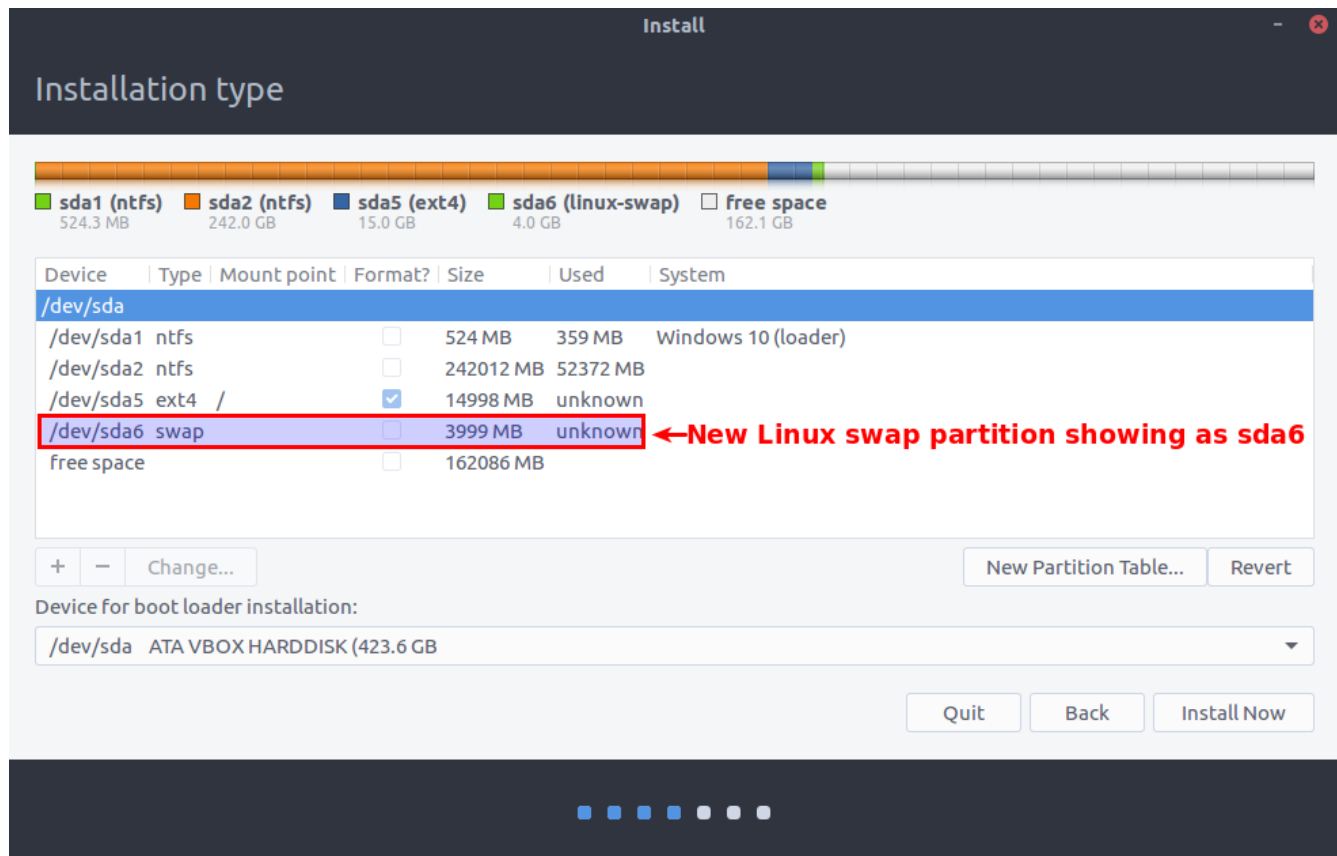 Install
Installation type
sda1 (ntfs) sda2 (ntfs) sda5 (ext4) sda6 (linux-swap) free space
524.3 MB 242.0 GB 15.0 GB 4.0 GB 162.1 GB
Device Type Mount point Format? Size Used System
/dev/sda
/dev/sda1 ntfs 524 MB 359 MB Windows 10 (loader)
/dev/sda2 ntfs 242012 MB 52372 MB
/dev/sda5 ext4 / 14998 MB unknown
/dev/sda6 swap 3999 MB unknown ←New Linux swap partition showing as sda6
free space 162086 MB
+ − Change... New Partition Table... Revert
Device for boot loader installation:
/dev/sda ATA VBOX HARDDISK (423.6 GB
Quit Back Install Now